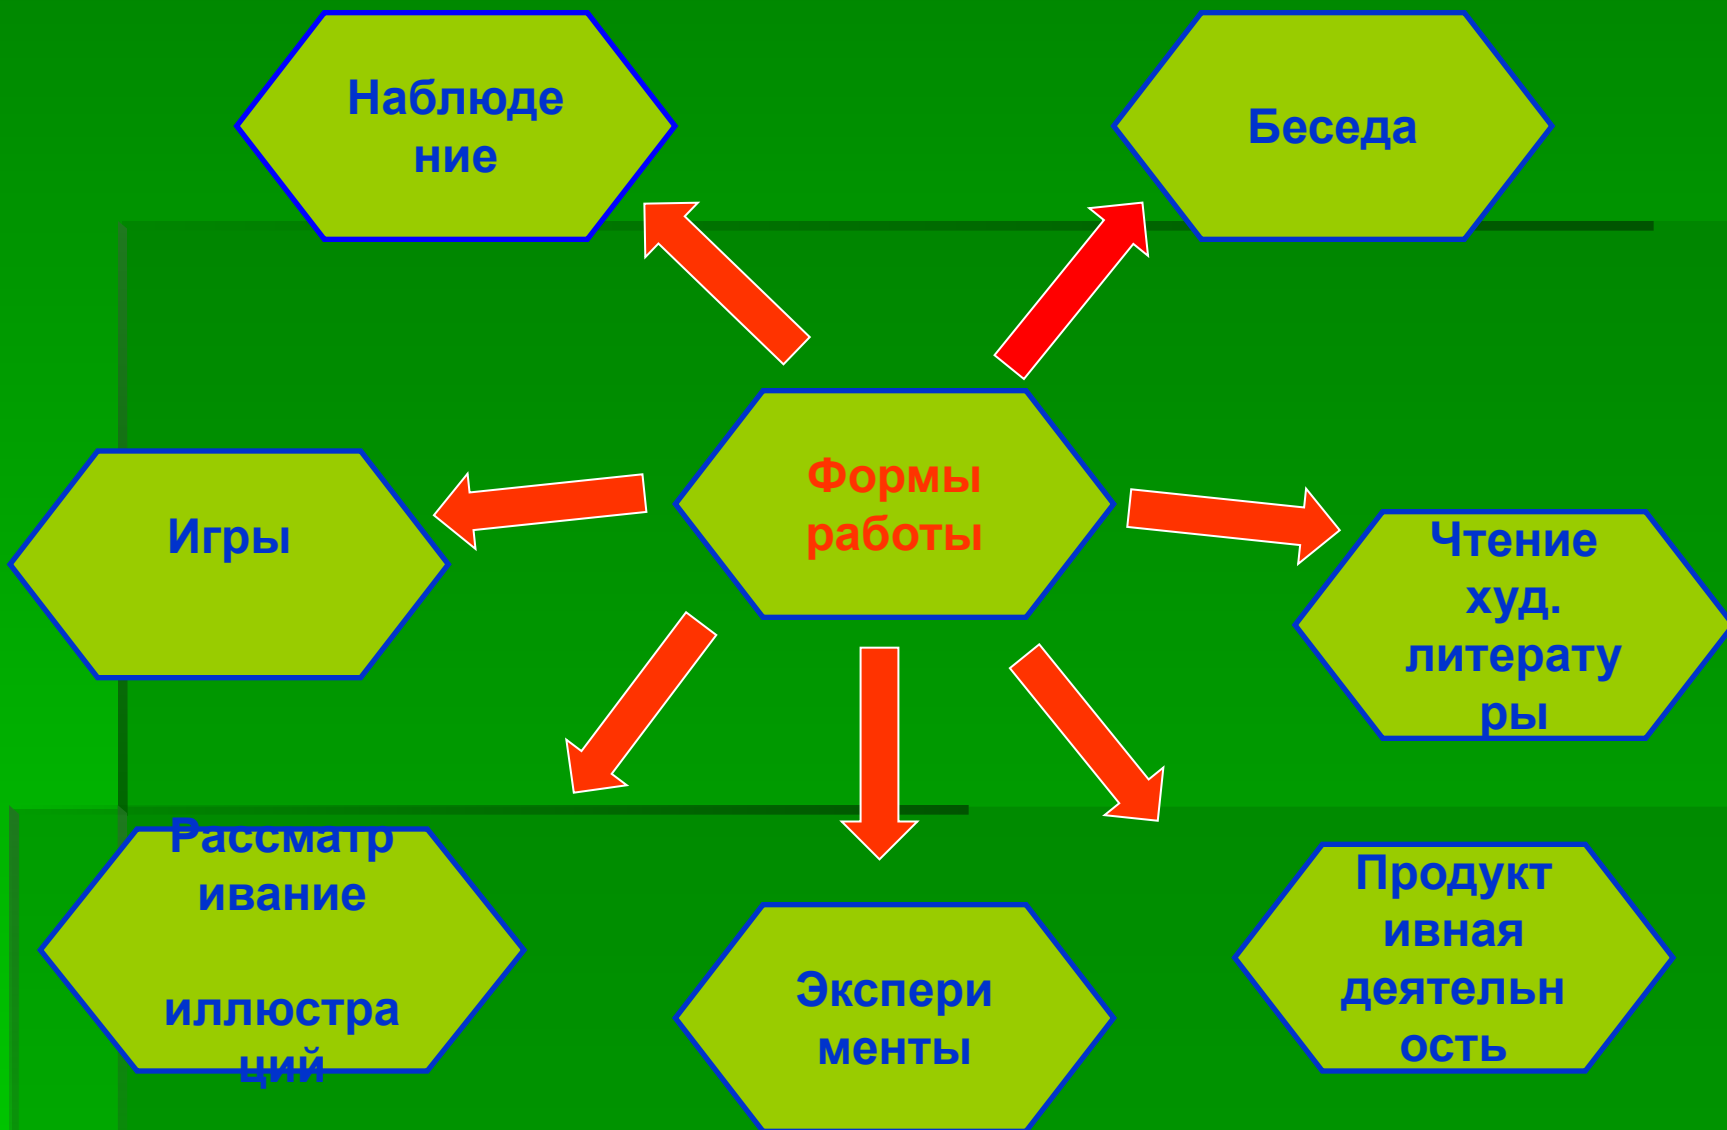 Наблюде
ние
Беседа
Формы
работы
Игры
Чтение
худ.
литерату
ры
Рассматр
ивание
иллюстра
ций
Экспери
менты
Продукт
ивная
деятельн
ость